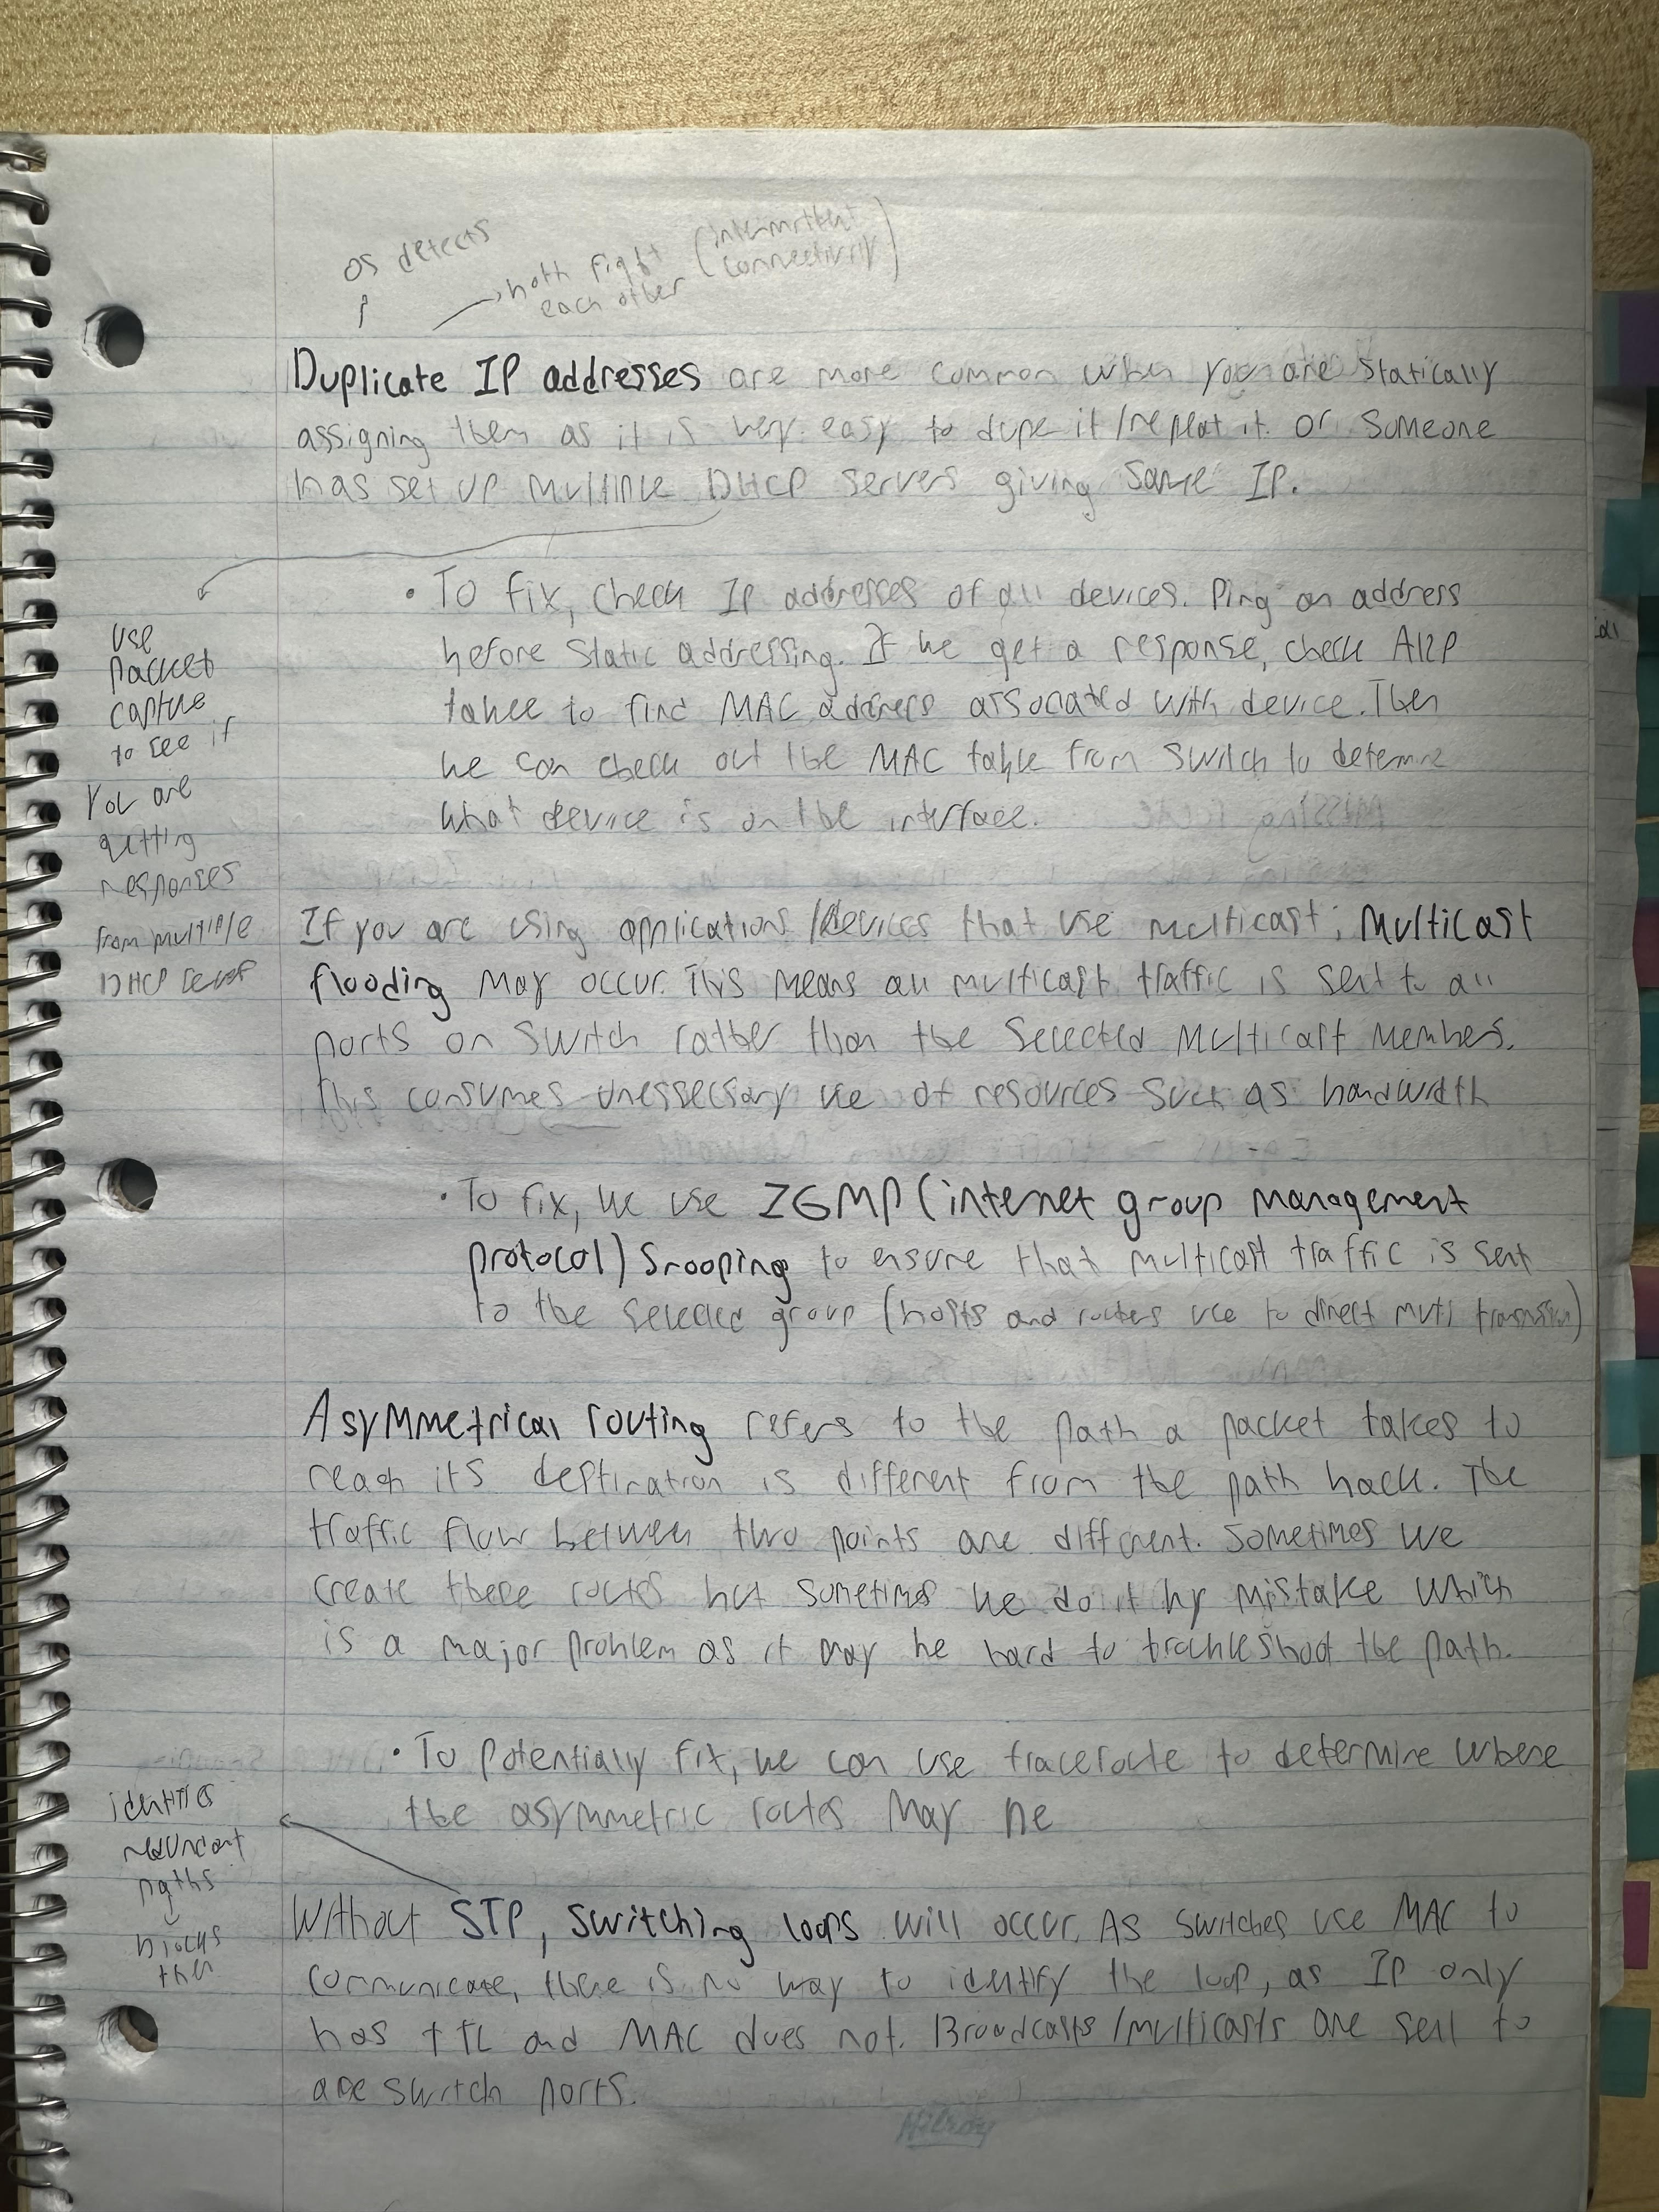 OS detects
both fight (intermittent
each other connectivity)
Duplicate IP addresses are more common when you are statically
assigning them as it is very easy to dupe it/repeat it. Or someone
has set up multiple DHCP servers giving same IP.
• To fix, check IP addresses of all devices. Ping an address
before static addressing. If we get a response, check ARP
table to find MAC address associated with device. Then
we can check out the MAC table from switch to determine
what device is on the interface.
use
packet
capture
to see if
you are
getting
responses
from multiple
DHCP server
If you are using applications/devices that use multicast, Multicast
flooding may occur. This means all multicast traffic is sent to all
ports on switch rather than the selected multicast members.
This consumes unessecsary use of resources such as bandwidth
• To fix, we use IGMP (internet group management
protocol) snooping to ensure that multicast traffic is sent
to the selected group (hosts and routers use to direct multi transmission)
Asymmetrical routing refers to the path a packet takes to
reach its destination is different from the path back. The
traffic flow between two points are different. Sometimes we
create these routes but sometimes we do it by mistake which
is a major problem as it may be hard to troubleshoot the path.
• To potentially fix, we can use traceroute to determine where
the asymmetric routes may be
identifies
redundant
paths
blocks
then
Without STP, switching loops will occur. As switches use MAC to
communicate, there is no way to identify the loop, as IP only
has TTL and MAC does not. Broadcasts/multicasts are sent to
are switch ports.
Hilroy